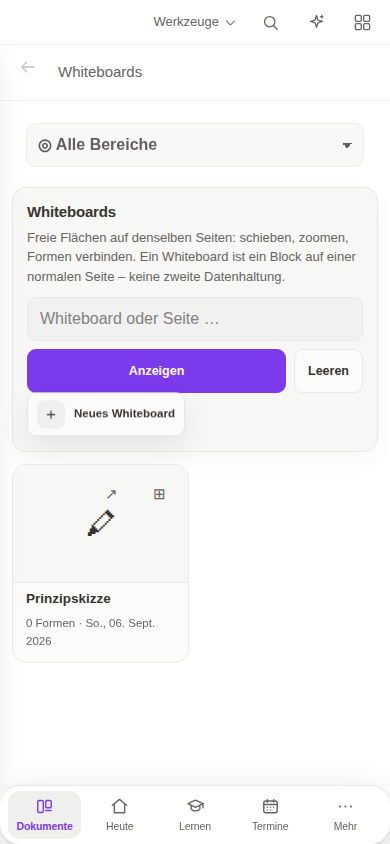 Werkzeuge
Whiteboards
Alle Bereiche
Whiteboards
Freie Flächen auf denselben Seiten: schieben, zoomen,
Formen verbinden. Ein Whiteboard ist ein Block auf einer
normalen Seite – keine zweite Datenhaltung.
Whiteboard oder Seite …
Anzeigen
Leeren
+ Neues Whiteboard
Prinzipskizze
0 Formen · So., 06. Sept.
2026
Dokumente
Heute
Lernen
Termine
Mehr